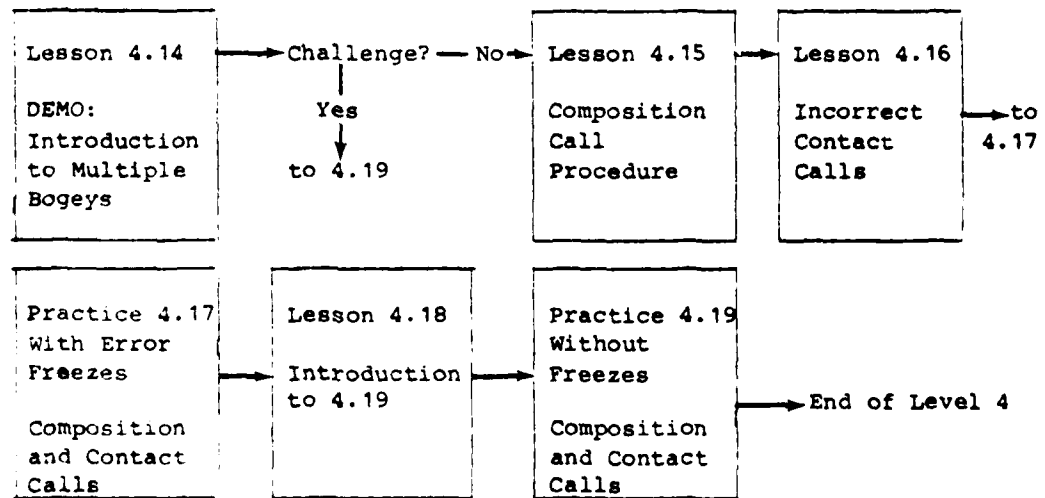 Lesson 4.14
DEMO:
Introduction
to Multiple
Bogeys
Challenge?
No
Yes
to 4.19
Lesson 4.15
Composition
Call
Procedure
Lesson 4.16
Incorrect
Contact
Calls
to
4.17
Practice 4.17
With Error
Freezes
Composition
and Contact
Calls
Lesson 4.18
Introduction
to 4.19
Practice 4.19
Without
Freezes
Composition
and Contact
Calls
End of Level 4